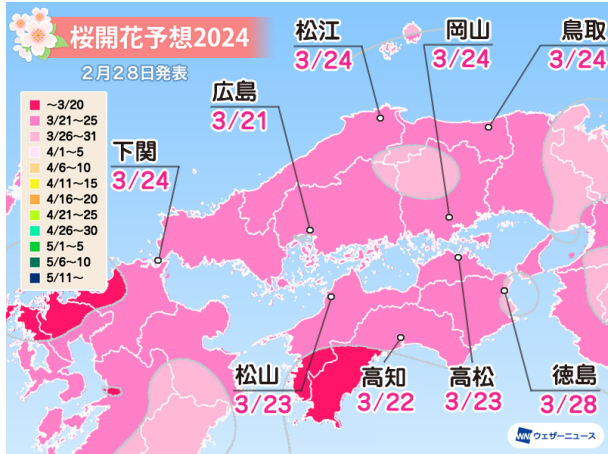 桜開花予想2024
2月28日発表
～3/20
3/21～25
3/26～31
4/1～5
4/6～10
4/11～15
4/16～20
4/21～25
4/26～30
5/1～5
5/6～10
5/11～
松江
3/24
岡山
3/24
鳥取
3/24
広島
3/21
下関
3/24
松山
3/23
高知
3/22
高松
3/23
徳島
3/28
WNI ウェザーニュース